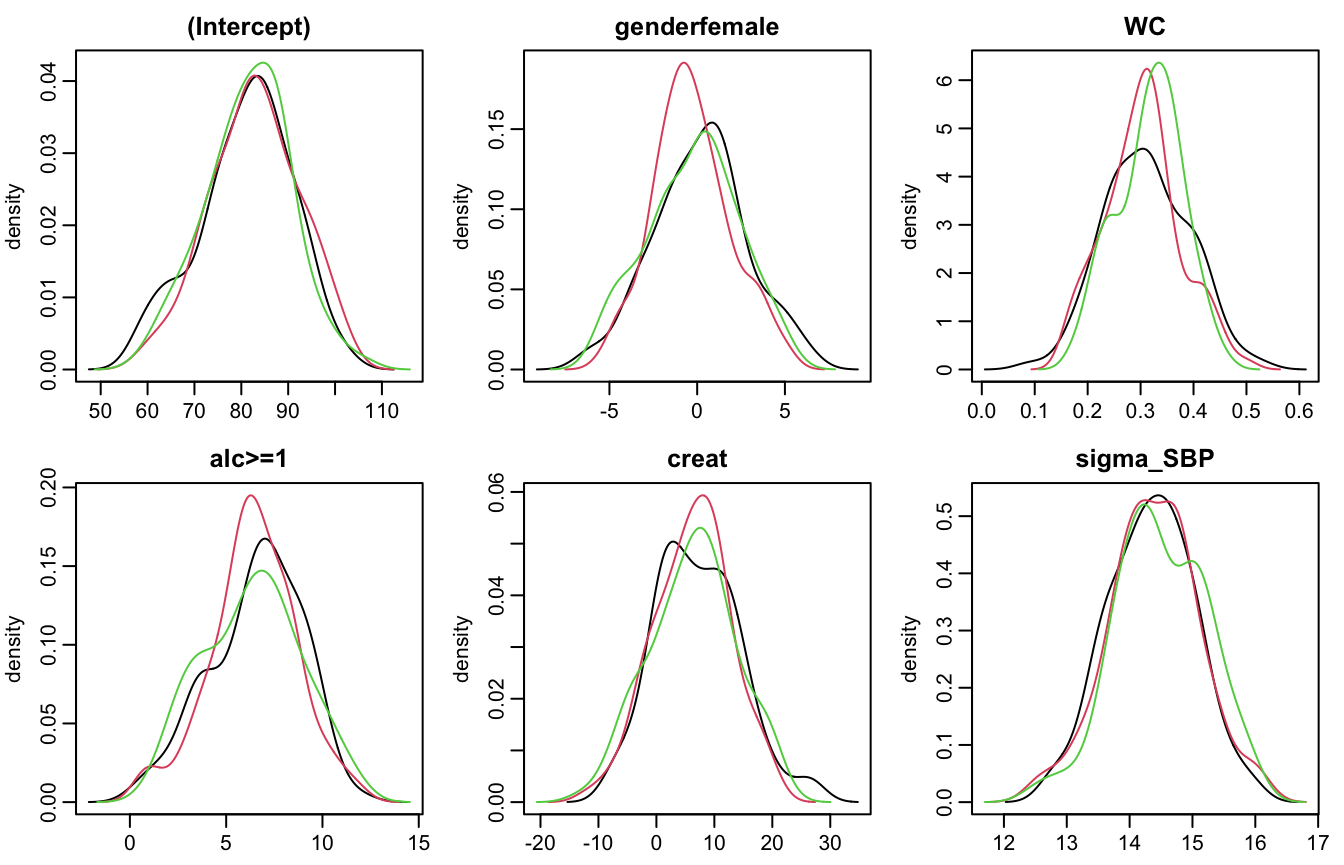 (Intercept)
density
0.00 0.01 0.02 0.03 0.04
50 60 70 80 90 110
genderfemale
density
0.00 0.05 0.10 0.15
-5 0 5
WC
density
0 1 2 3 4 5 6
0.0 0.1 0.2 0.3 0.4 0.5 0.6
alc>=1
density
0.00 0.05 0.10 0.15 0.20
0 5 10 15
creat
density
0.00 0.02 0.04 0.06
-20 -10 0 10 20 30
sigma_SBP
density
0.0 0.1 0.2 0.3 0.4 0.5
12 13 14 15 16 17